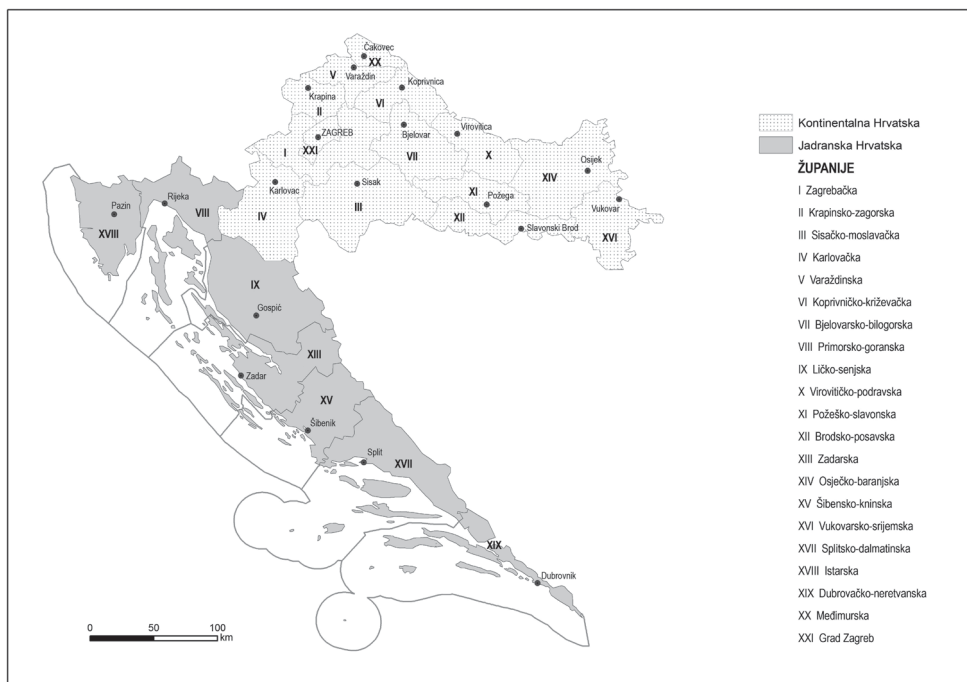 Čakovec
XX
V
Varaždin
Krapina
Koprivnica
VI
II
ZAGREB
Bjelovar
Virovitica
I
XXI
VII
X
Osijek
XIV
Karlovac
Sisak
XI
Požega
Vukovar
Pazin
Rijeka
VIII
IV
III
XII
Slavonski Brod
XVI
XVIII
IX
Gospić
XIII
Zadar
XV
Šibenik
Split
XVII
XIX
Dubrovnik
0 50 100
km
Kontinentalna Hrvatska
Jadranska Hrvatska
ŽUPANIJE
I Zagrebačka
II Krapinsko-zagorska
III Sisačko-moslavačka
IV Karlovačka
V Varaždinska
VI Koprivničko-križevačka
VII Bjelovarsko-bilogorska
VIII Primorsko-goranska
IX Ličko-senjska
X Virovitičko-podravska
XI Požeško-slavonska
XII Brodsko-posavska
XIII Zadarska
XIV Osječko-baranjska
XV Šibensko-kninska
XVI Vukovarsko-srijemska
XVII Splitsko-dalmatinska
XVIII Istarska
XIX Dubrovačko-neretvanska
XX Međimurska
XXI Grad Zagreb